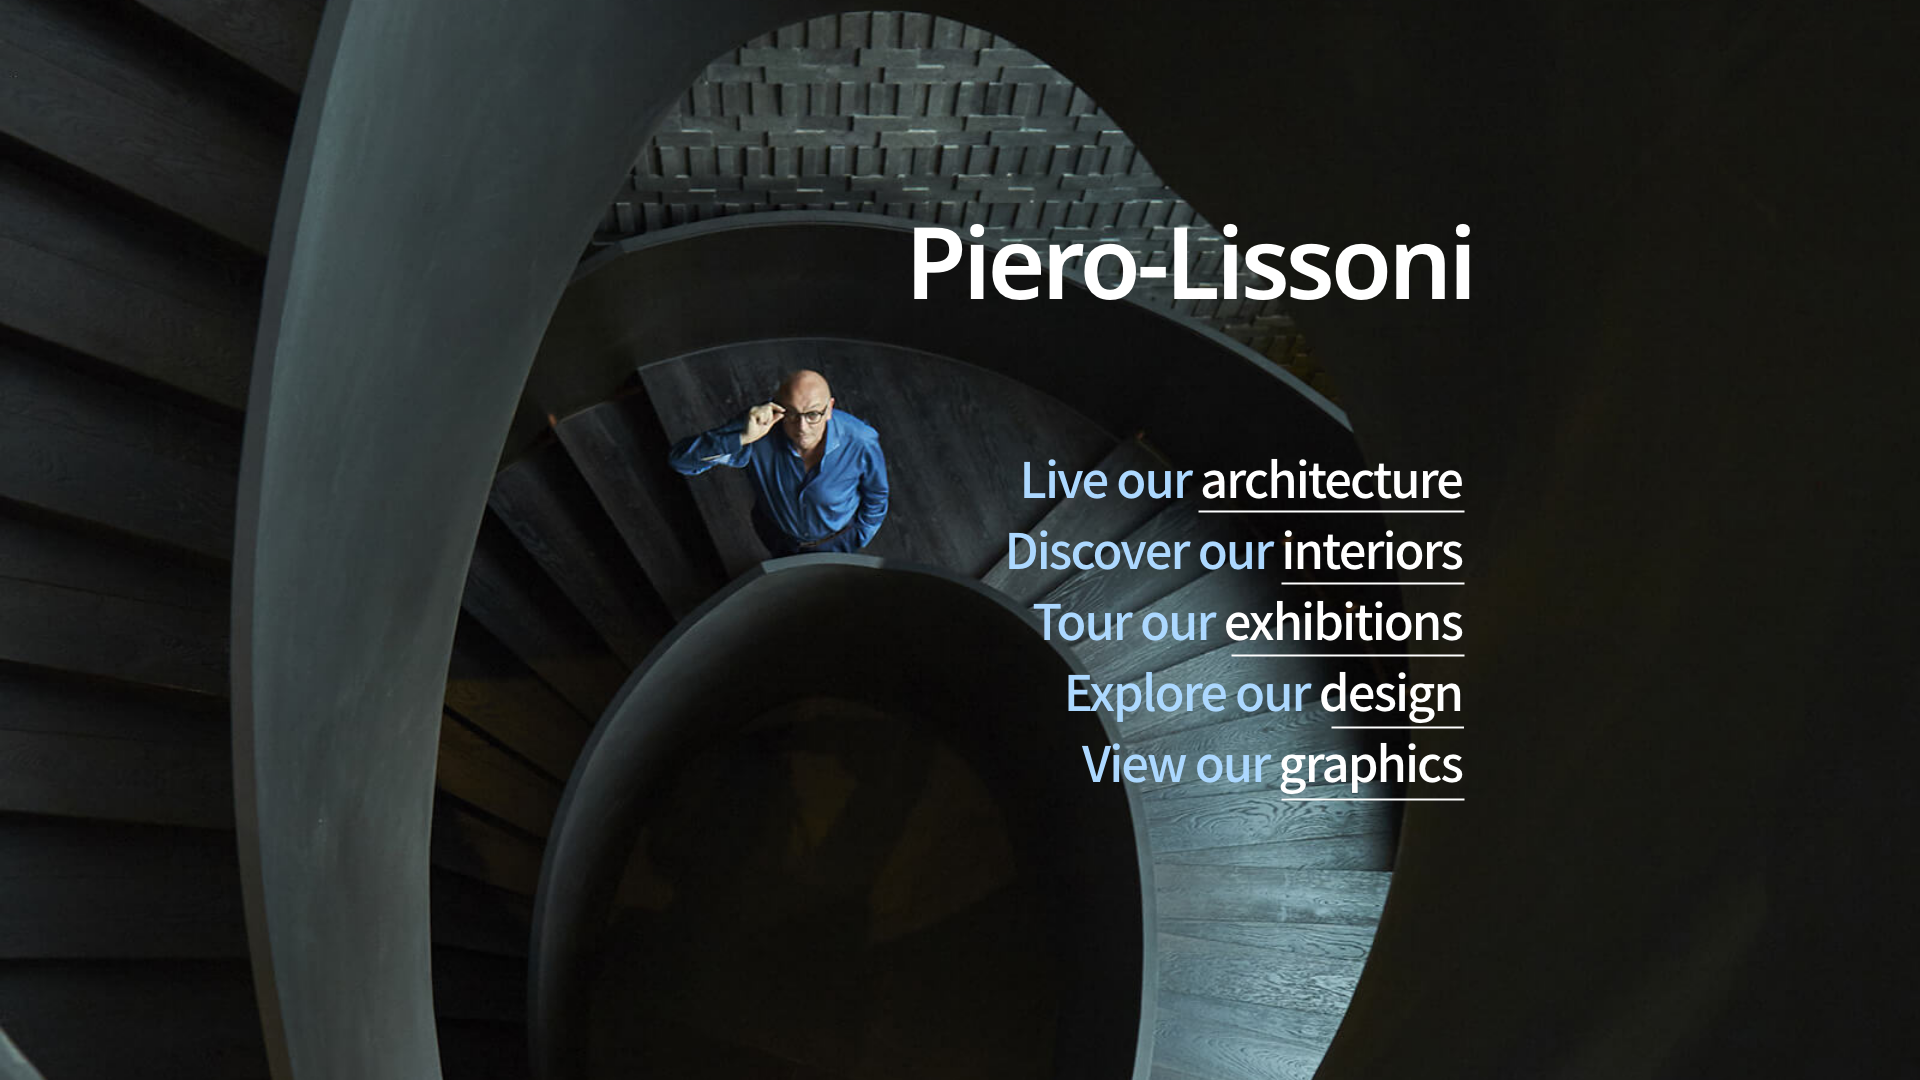 Piero-Lissoni
Live our architecture
Discover our interiors
Tour our exhibitions
Explore our design
View our graphics